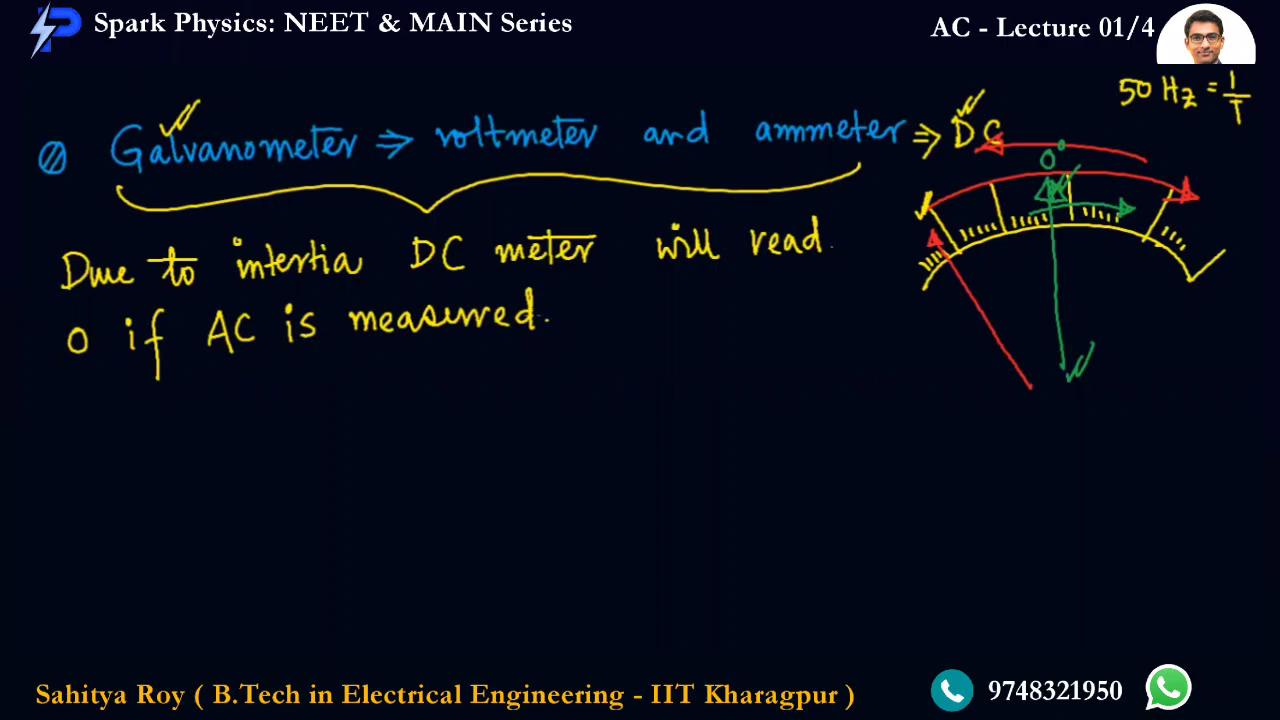 Spark Physics: NEET & MAIN Series
AC - Lecture 01/4
50 Hz = 1/T
Galvanometer ⇒ voltmeter and ammeter ⇒ DC
0°
Due to intertia DC meter will read
0 if AC is measured.
Sahitya Roy ( B.Tech in Electrical Engineering - IIT Kharagpur )
9748321950